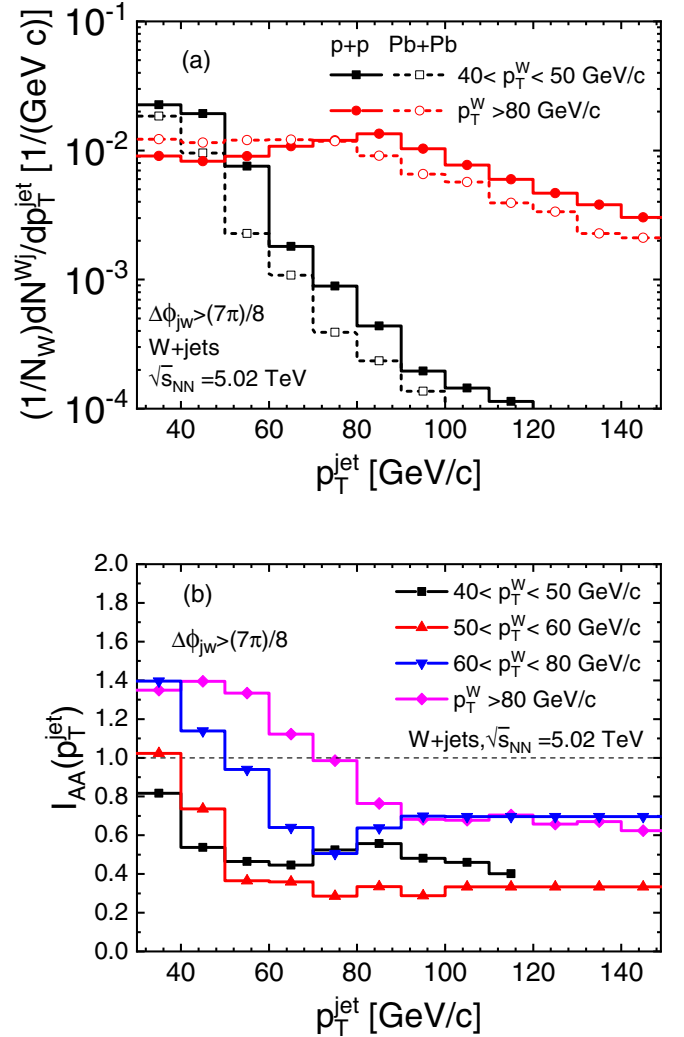 (a)
p+p Pb+Pb
40< p_T^W < 50 GeV/c
p_T^W >80 GeV/c
Δϕ_jw>(7π)/8
W+jets
√s_NN =5.02 TeV
(1/N_W)dN^Wj/dp_T^jet [1/(GeV c)]
10^-1
10^-2
10^-3
10^-4
40 60 80 100 120 140
p_T^jet [GeV/c]
(b)
40< p_T^W < 50 GeV/c
50< p_T^W < 60 GeV/c
60< p_T^W < 80 GeV/c
p_T^W >80 GeV/c
Δϕ_jw>(7π)/8
W+jets,√s_NN =5.02 TeV
I_AA(p_T^jet)
2.0
1.8
1.6
1.4
1.2
1.0
0.8
0.6
0.4
0.2
0.0
40 60 80 100 120 140
p_T^jet [GeV/c]